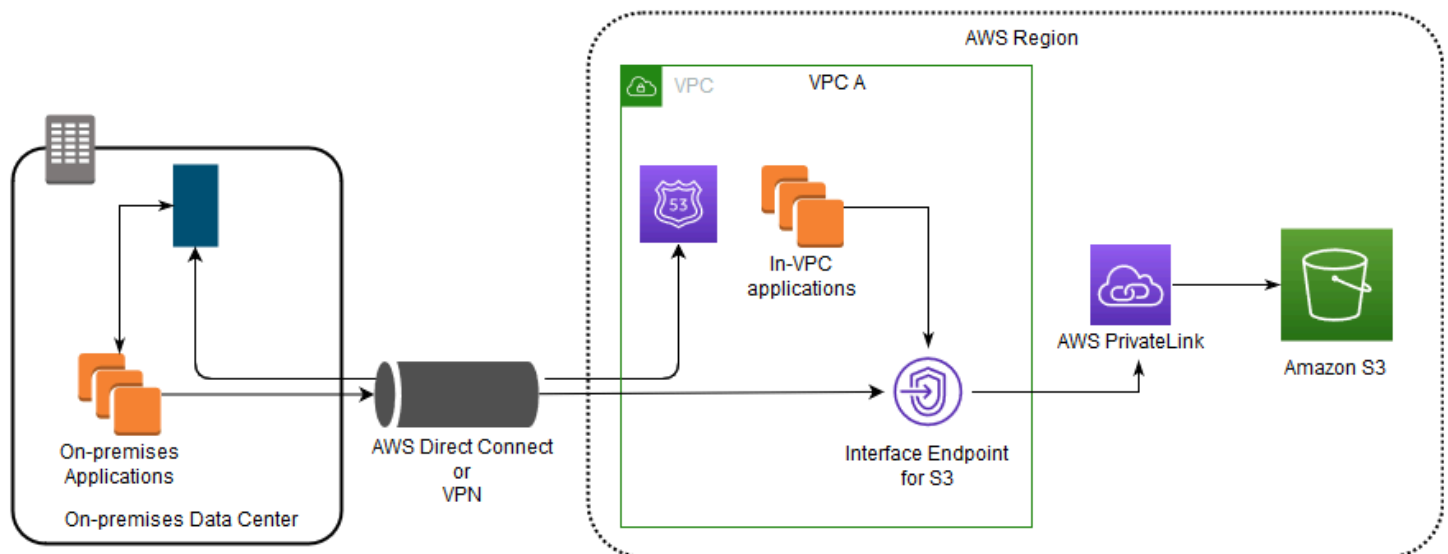 AWS Region
VPC
VPC A
53
In-VPC
applications
AWS PrivateLink
Amazon S3
On-premises
Applications
AWS Direct Connect
or
VPN
Interface Endpoint
for S3
On-premises Data Center